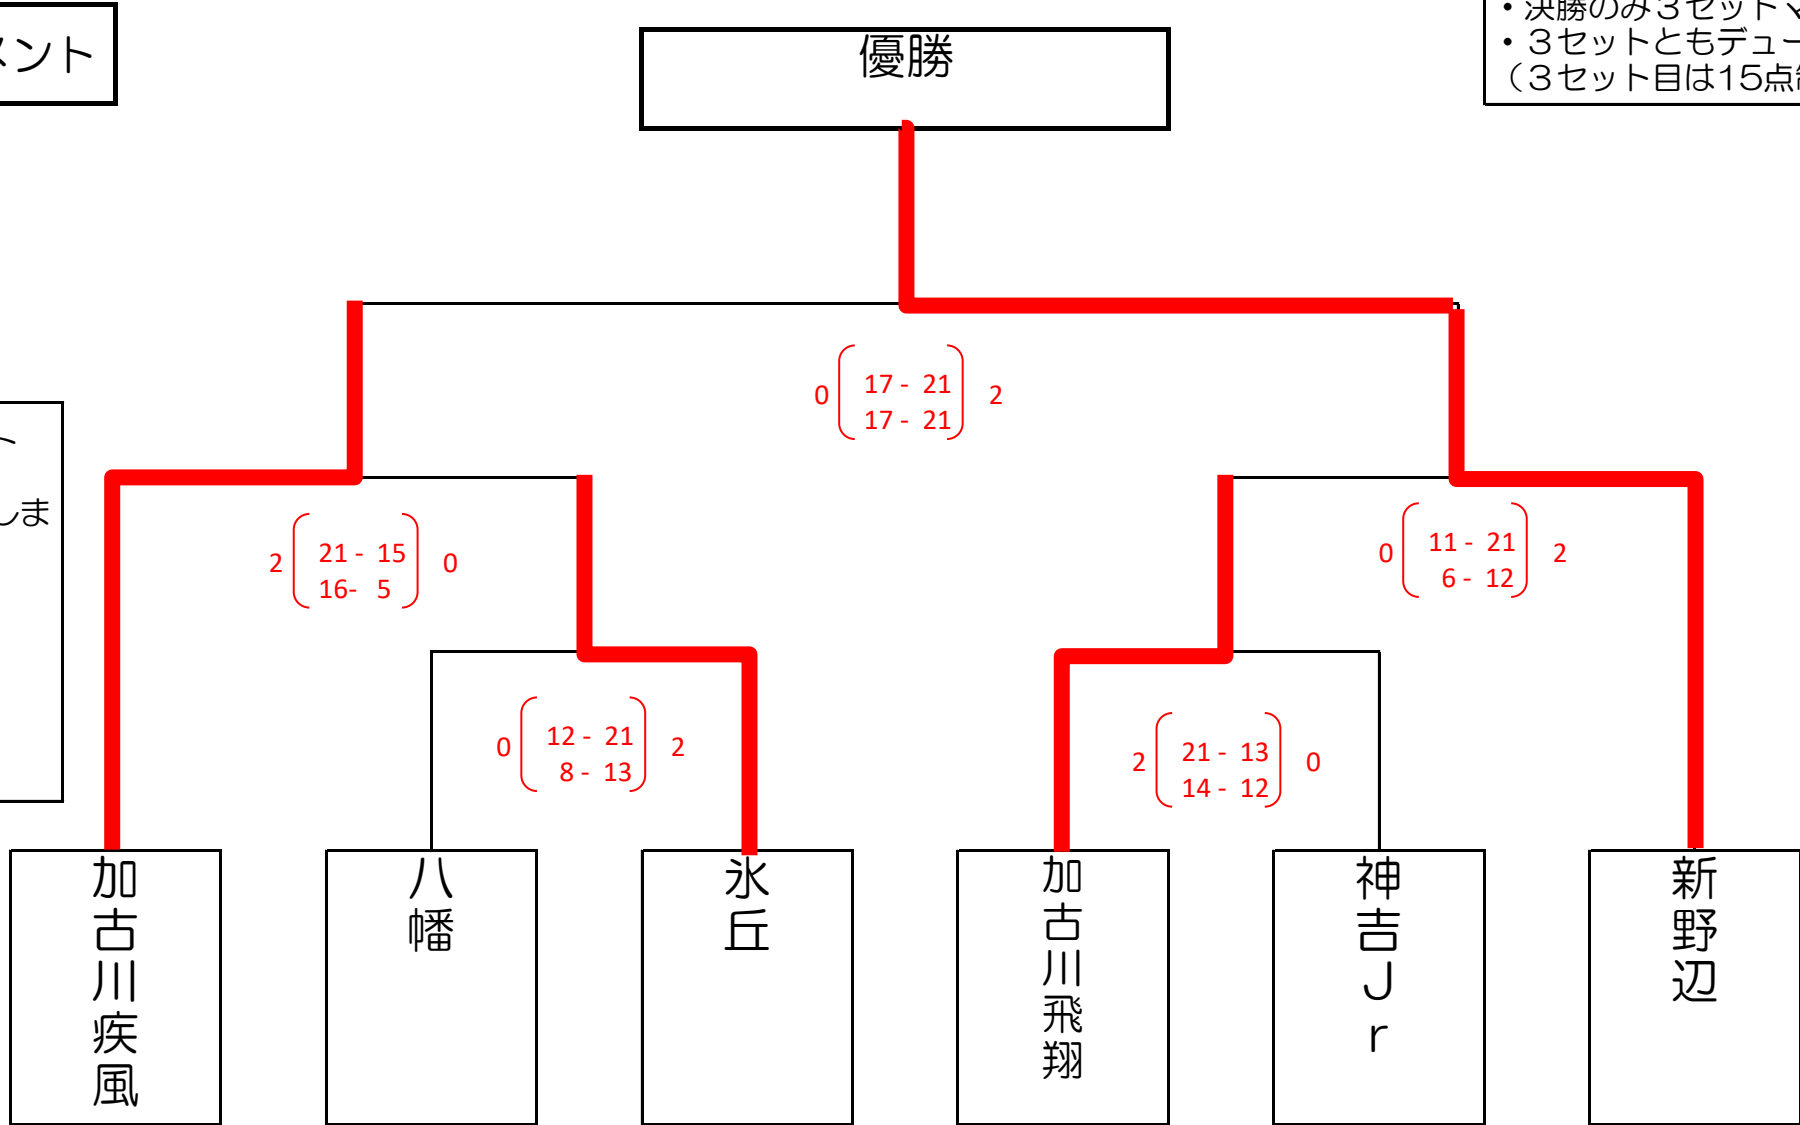 メント
優勝
・決勝のみ３セットマ
・３セットともデュー
（３セット目は15点制
ト
しま
0 17 - 21 2
17 - 21
2 21 - 15 0
16- 5
0 11 - 21 2
6 - 12
0 12 - 21 2
8 - 13
2 21 - 13 0
14 - 12
加古川疾風
八幡
氷丘
加古川飛翔
神吉Jr
新野辺